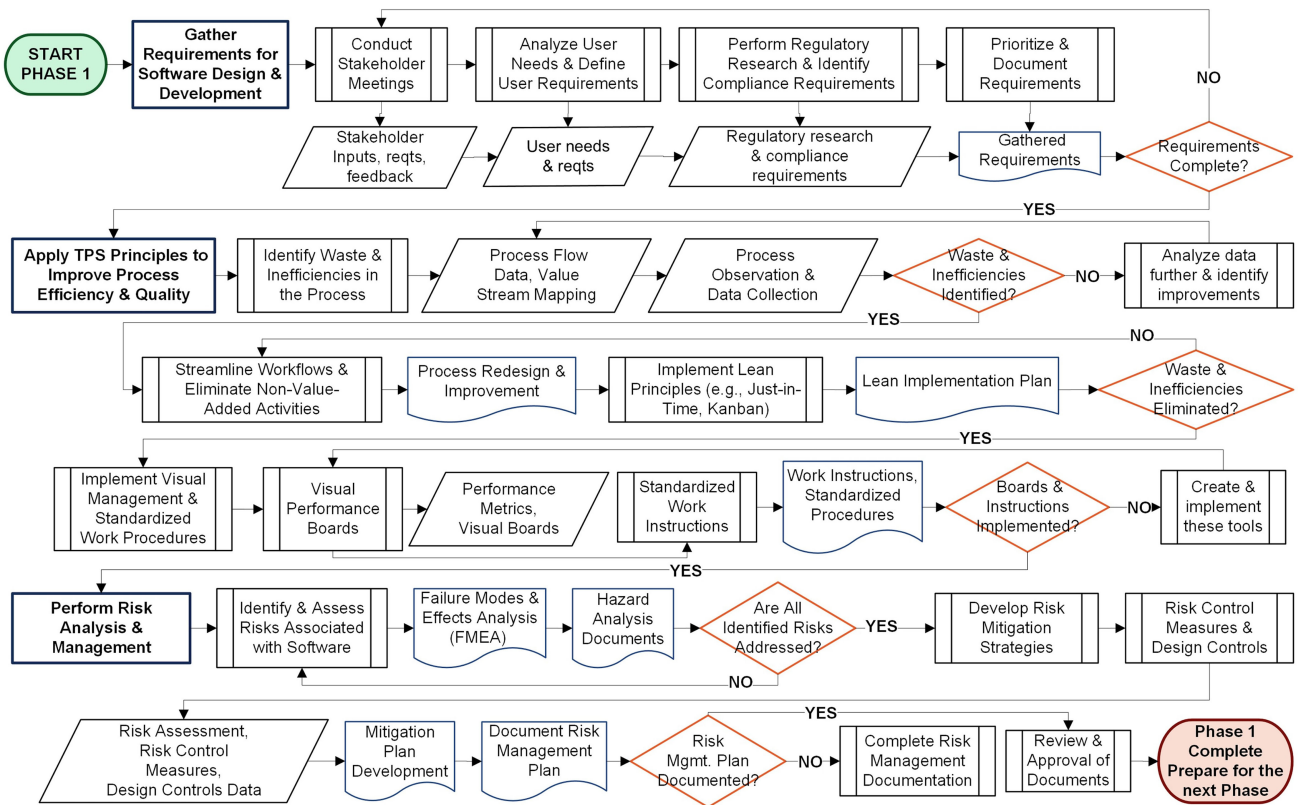 START
PHASE 1
Gather
Requirements for
Software Design &
Development
Conduct
Stakeholder
Meetings
Analyze User
Needs & Define
User Requirements
Perform Regulatory
Research & Identify
Compliance Requirements
Prioritize &
Document
Requirements
NO
Stakeholder
Inputs, reqts,
feedback
User needs
& reqts
Regulatory research
& compliance
requirements
Gathered
Requirements
Requirements
Complete?
YES
Apply TPS Principles to
Improve Process
Efficiency & Quality
Identify Waste &
Inefficiencies in
the Process
Process Flow
Data, Value
Stream Mapping
Process
Observation &
Data Collection
Waste &
Inefficiencies
Identified?
NO
Analyze data
further & identify
improvements
YES
NO
Streamline Workflows &
Eliminate Non-Value-
Added Activities
Process Redesign &
Improvement
Implement Lean
Principles (e.g., Just-in-
Time, Kanban)
Lean Implementation Plan
Waste &
Inefficiencies
Eliminated?
YES
Implement Visual
Management &
Standardized
Work Procedures
Visual
Performance
Boards
Performance
Metrics,
Visual Boards
Standardized
Work
Instructions
Work Instructions,
Standardized
Procedures
Boards &
Instructions
Implemented?
NO
Create &
implement
these tools
YES
Perform Risk
Analysis &
Management
Identify & Assess
Risks Associated
with Software
Failure Modes &
Effects Analysis
(FMEA)
Hazard
Analysis
Documents
Are All
Identified Risks
Addressed?
YES
Develop Risk
Mitigation
Strategies
Risk Control
Measures &
Design Controls
NO
Risk Assessment,
Risk Control
Measures,
Design Controls Data
Mitigation
Plan
Development
Document Risk
Management
Plan
Risk
Mgmt. Plan
Documented?
YES
NO
Complete Risk
Management
Documentation
Review &
Approval of
Documents
Phase 1
Complete
Prepare for the
next Phase